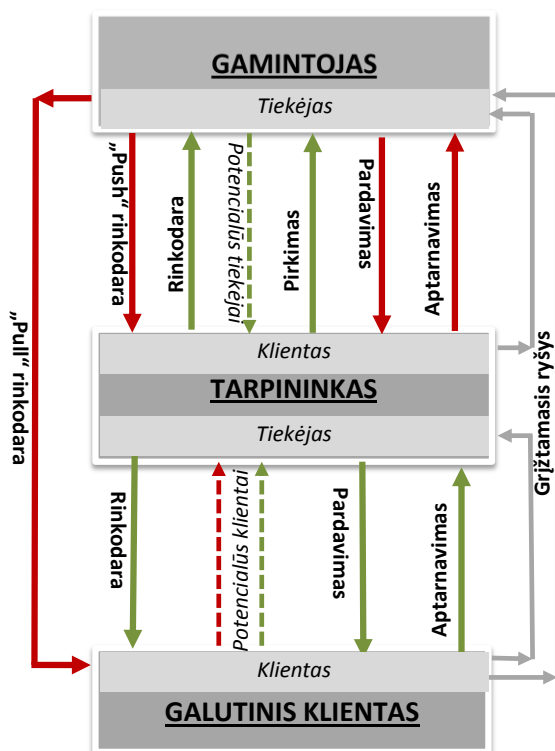 GAMINTOJAS
Tiekėjas
„Push“ rinkodara
Rinkodara
Potencialūs tiekėjai
Pirkimas
Pardavimas
Aptarnavimas
„Pull“ rinkodara
Grįžtamasis ryšys
Klientas
TARPININKAS
Tiekėjas
Rinkodara
Potencialūs klientai
Pardavimas
Aptarnavimas
Klientas
GALUTINIS KLIENTAS